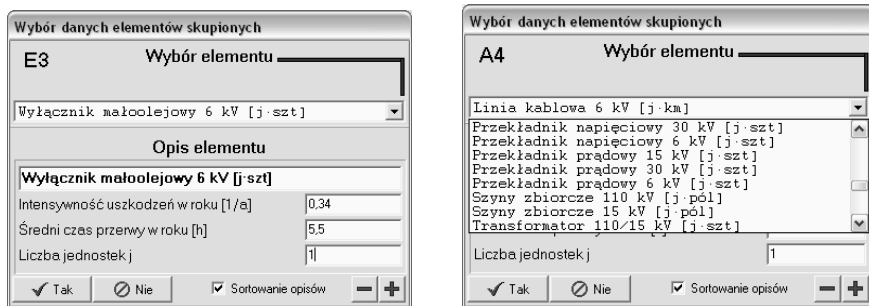 Wybór danych elementów skupionych
E3
Wybór elementu
Wyłącznik małoolejowy 6 kV [j·szt]
Opis elementu
Wyłącznik małoolejowy 6 kV [j·szt]
Intensywność uszkodzeń w roku [1/a] 0,34
Średni czas przerwy w roku [h] 5,5
Liczba jednostek j 1
Tak Nie Sortowanie opisów
Wybór danych elementów skupionych
A4
Wybór elementu
Linia kablowa 6 kV [j·km]
Przekładnik napięciowy 30 kV [j·szt]
Przekładnik napięciowy 6 kV [j·szt]
Przekładnik prądowy 15 kV [j·szt]
Przekładnik prądowy 30 kV [j·szt]
Przekładnik prądowy 6 kV [j·szt]
Szyny zbiorcze 110 kV [j·pól]
Szyny zbiorcze 15 kV [j·pól]
Transformator 110/15 kV [j·szt]
Liczba jednostek j 1
Tak Nie Sortowanie opisów